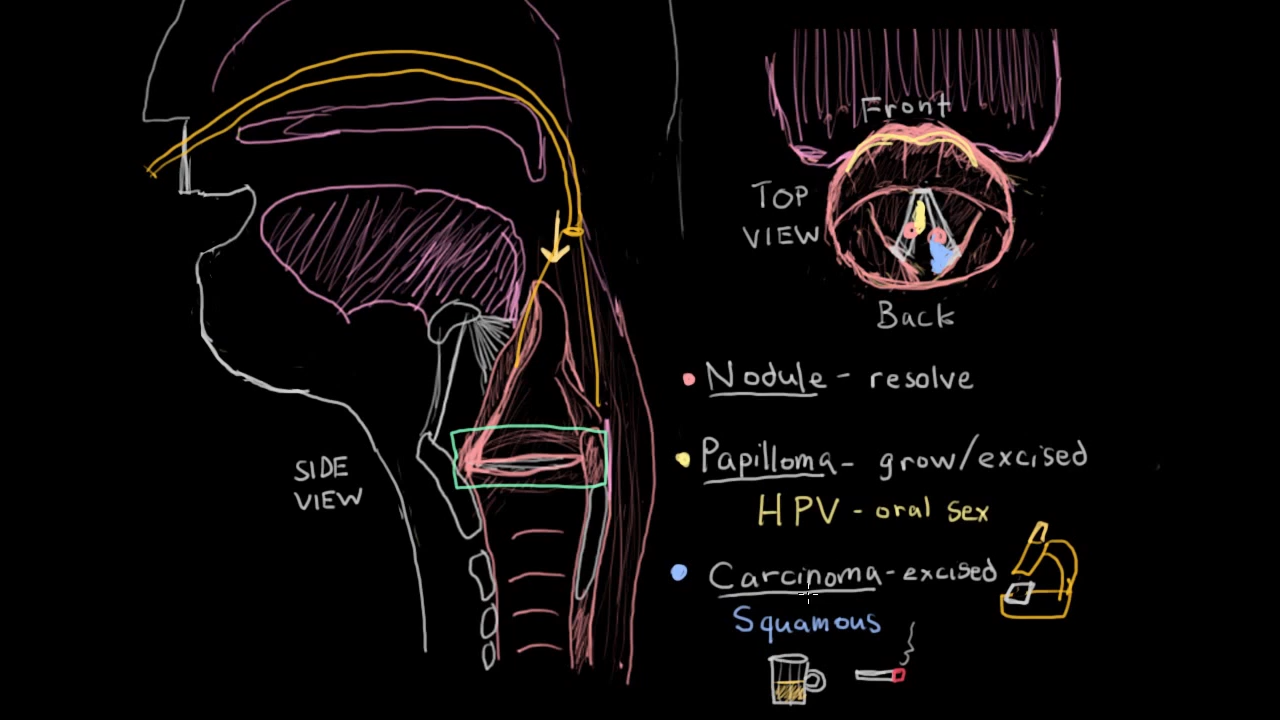 Front
TOP
VIEW
Back
Nodule - resolve
Papilloma - grow/excised
HPV - oral sex
Carcinoma - excised
Squamous
SIDE
VIEW